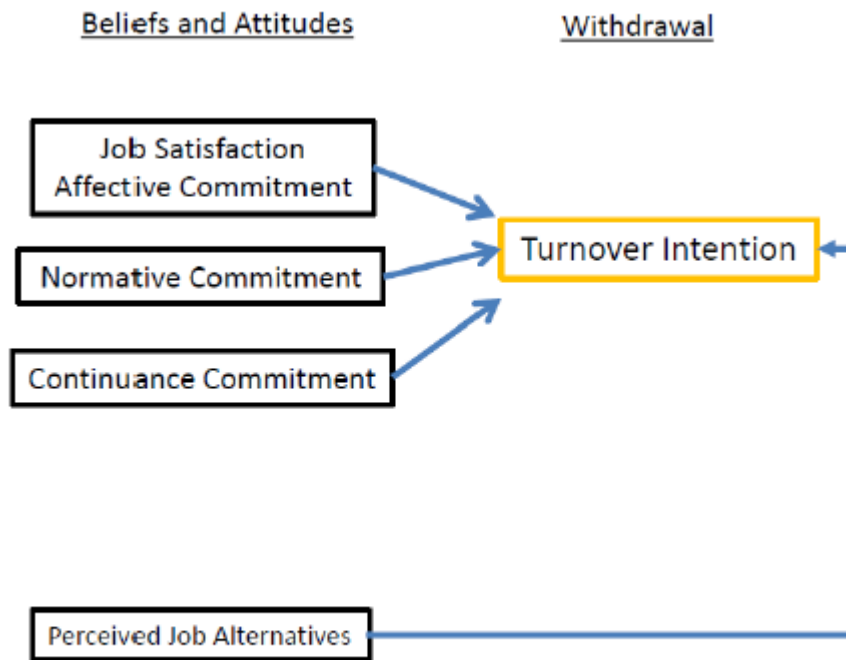 Beliefs and Attitudes
Withdrawal
Job Satisfaction
Affective Commitment
Normative Commitment
Continuance Commitment
Turnover Intention
Perceived Job Alternatives